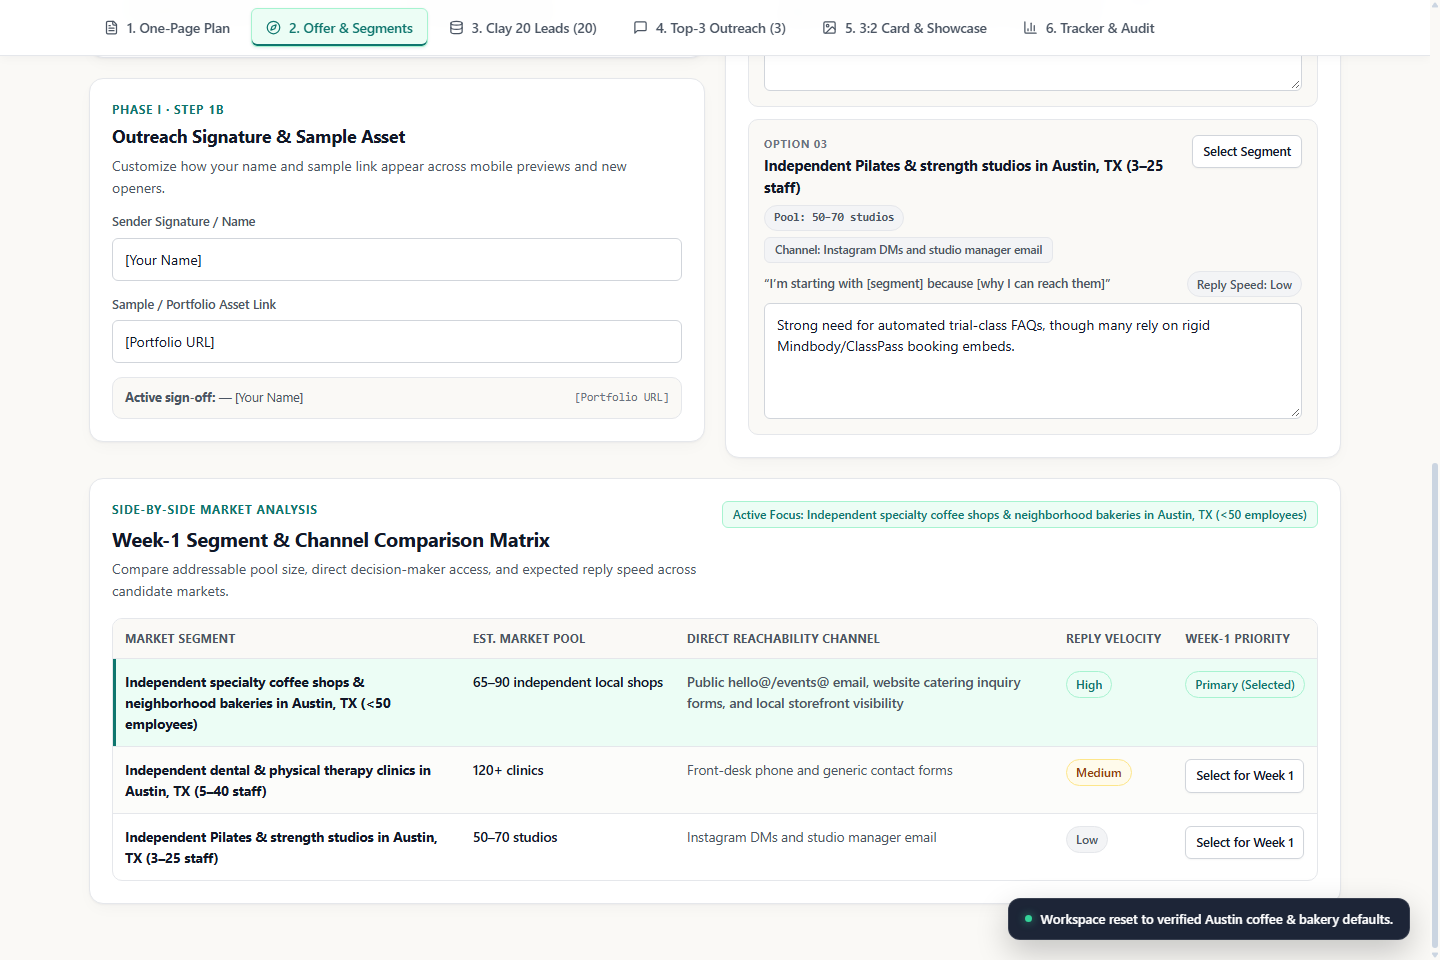 1. One-Page Plan
2. Offer & Segments
3. Clay 20 Leads (20)
4. Top-3 Outreach (3)
5. 3:2 Card & Showcase
6. Tracker & Audit
PHASE I · STEP 1B
Outreach Signature & Sample Asset
Customize how your name and sample link appear across mobile previews and new
openers.
Sender Signature / Name
[Your Name]
Sample / Portfolio Asset Link
[Portfolio URL]
Active sign-off: — [Your Name]
[Portfolio URL]
OPTION 03
Independent Pilates & strength studios in Austin, TX (3–25
staff)
Select Segment
Pool: 50–70 studios
Channel: Instagram DMs and studio manager email
“I’m starting with [segment] because [why I can reach them]”
Reply Speed: Low
Strong need for automated trial-class FAQs, though many rely on rigid
Mindbody/ClassPass booking embeds.
SIDE-BY-SIDE MARKET ANALYSIS
Week-1 Segment & Channel Comparison Matrix
Compare addressable pool size, direct decision-maker access, and expected reply speed across
candidate markets.
Active Focus: Independent specialty coffee shops & neighborhood bakeries in Austin, TX (<50 employees)
MARKET SEGMENT
EST. MARKET POOL
DIRECT REACHABILITY CHANNEL
REPLY VELOCITY
WEEK-1 PRIORITY
Independent specialty coffee shops &
neighborhood bakeries in Austin, TX (<50
employees)
65–90 independent local shops
Public hello@/events@ email, website catering inquiry
forms, and local storefront visibility
High
Primary (Selected)
Independent dental & physical therapy clinics in
Austin, TX (5–40 staff)
120+ clinics
Front-desk phone and generic contact forms
Medium
Select for Week 1
Independent Pilates & strength studios in Austin,
TX (3–25 staff)
50–70 studios
Instagram DMs and studio manager email
Low
Select for Week 1
Workspace reset to verified Austin coffee & bakery defaults.